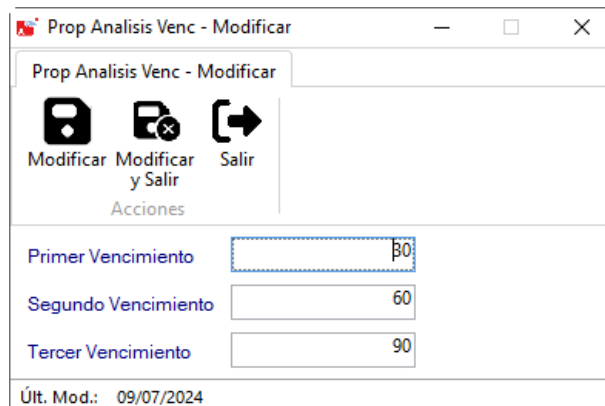 Prop Analisis Venc - Modificar
Prop Analisis Venc - Modificar
Modificar Modificar y Salir Salir
Acciones
Primer Vencimiento 30
Segundo Vencimiento 60
Tercer Vencimiento 90
Últ. Mod.: 09/07/2024